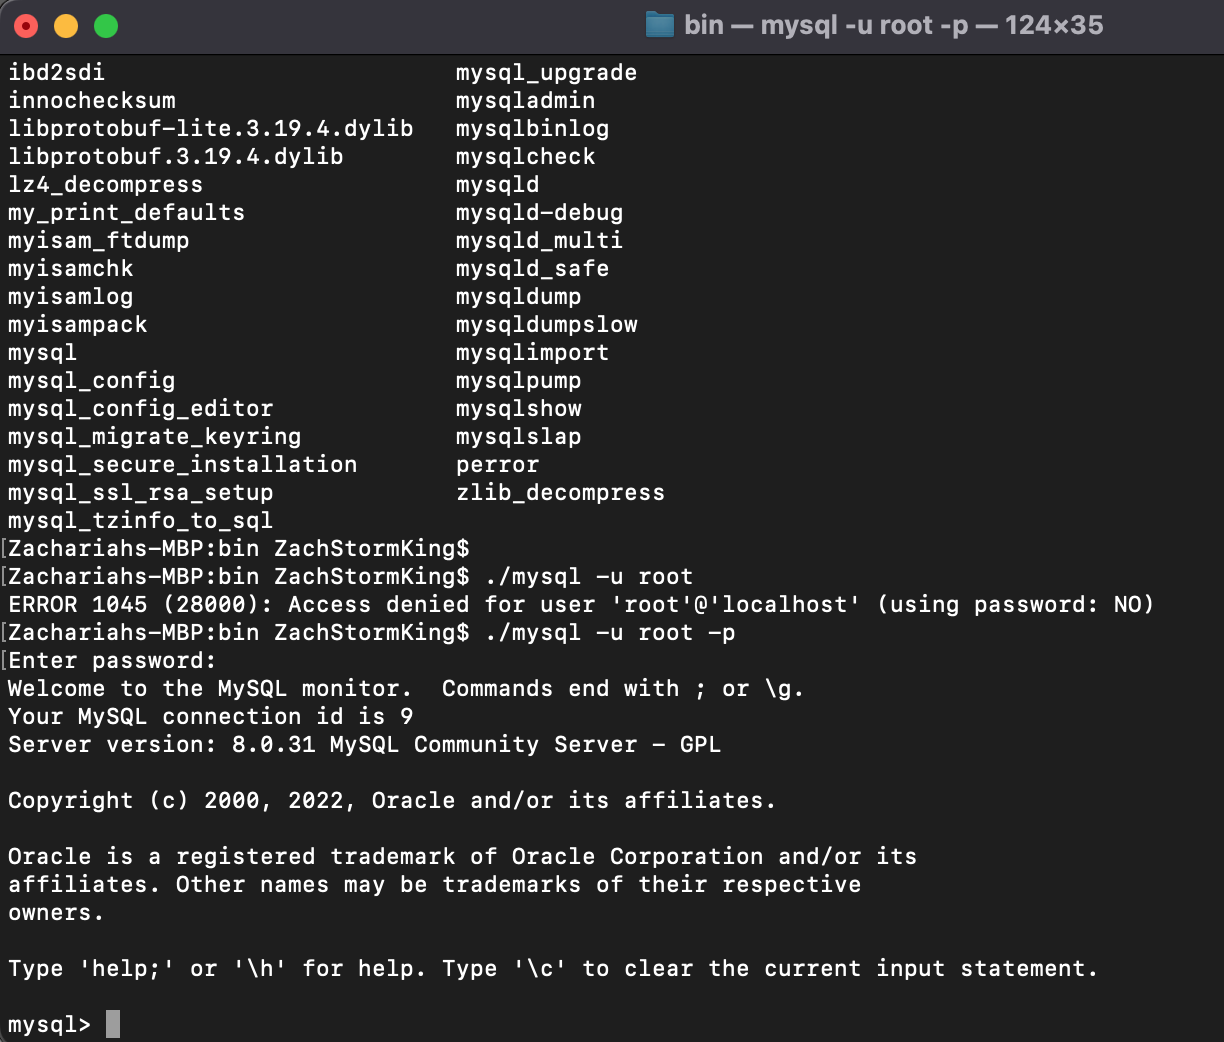 bin — mysql -u root -p — 124×35
ibd2sdi mysql_upgrade
innochecksum mysqladmin
libprotobuf-lite.3.19.4.dylib mysqlbinlog
libprotobuf.3.19.4.dylib mysqlcheck
lz4_decompress mysqld
my_print_defaults mysqld-debug
myisam_ftdump mysqld_multi
myisamchk mysqld_safe
myisamlog mysqldump
myisampack mysqldumpslow
mysql mysqlimport
mysql_config mysqlpump
mysql_config_editor mysqlshow
mysql_migrate_keyring mysqlslap
mysql_secure_installation perror
mysql_ssl_rsa_setup zlib_decompress
mysql_tzinfo_to_sql
[Zachariahs-MBP:bin ZachStormKing$
[Zachariahs-MBP:bin ZachStormKing$ ./mysql -u root
ERROR 1045 (28000): Access denied for user 'root'@'localhost' (using password: NO)
[Zachariahs-MBP:bin ZachStormKing$ ./mysql -u root -p
[Enter password:
Welcome to the MySQL monitor.  Commands end with ; or \g.
Your MySQL connection id is 9
Server version: 8.0.31 MySQL Community Server - GPL
Copyright (c) 2000, 2022, Oracle and/or its affiliates.
Oracle is a registered trademark of Oracle Corporation and/or its
affiliates. Other names may be trademarks of their respective
owners.
Type 'help;' or '\h' for help. Type '\c' to clear the current input statement.
mysql>